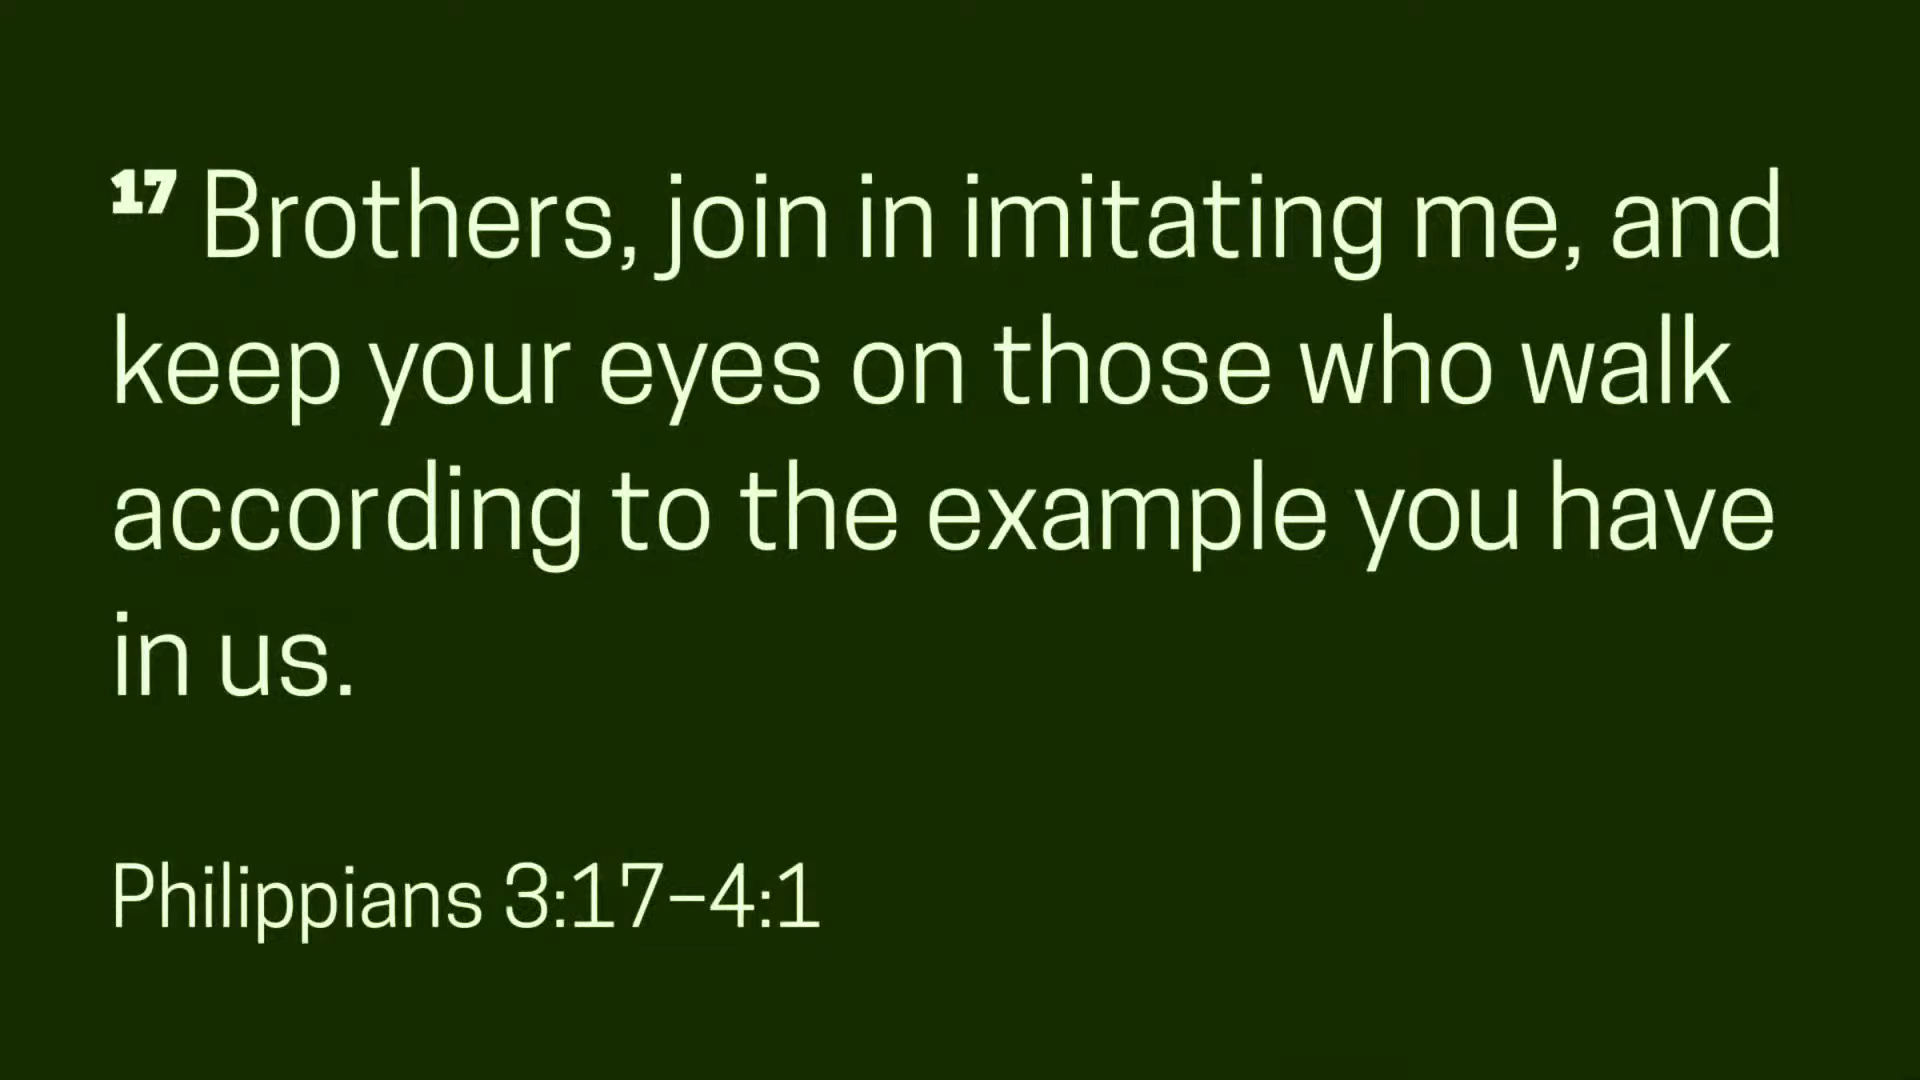 17 Brothers, join in imitating me, and
keep your eyes on those who walk
according to the example you have
in us.
Philippians 3:17–4:1